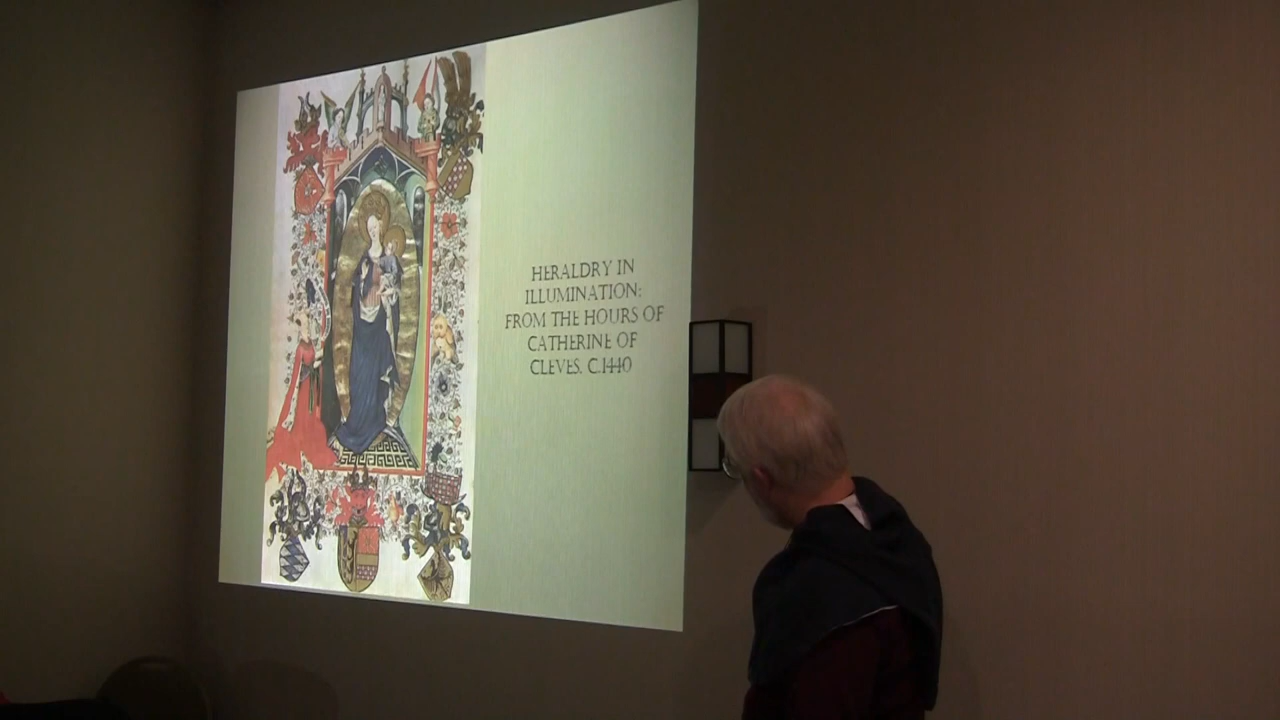 HERALDRY IN
ILLUMINATION:
FROM THE HOURS OF
CATHERINE OF
CLEVES, C.1440